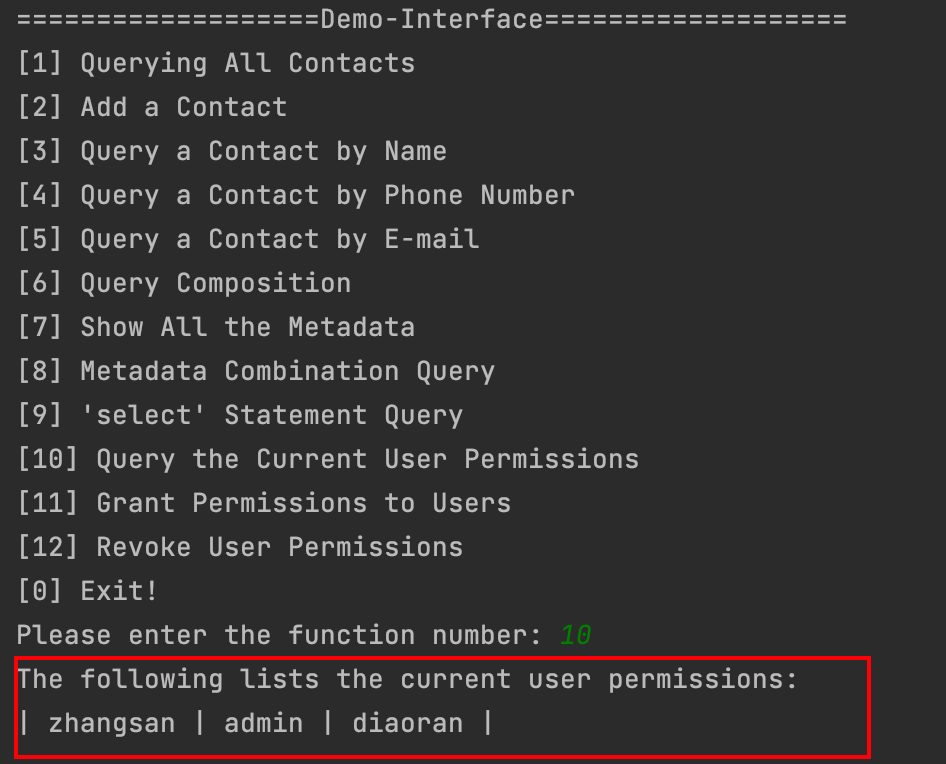 ===================Demo-Interface===================
[1] Querying All Contacts
[2] Add a Contact
[3] Query a Contact by Name
[4] Query a Contact by Phone Number
[5] Query a Contact by E-mail
[6] Query Composition
[7] Show All the Metadata
[8] Metadata Combination Query
[9] 'select' Statement Query
[10] Query the Current User Permissions
[11] Grant Permissions to Users
[12] Revoke User Permissions
[0] Exit!
Please enter the function number: 10
The following lists the current user permissions:
| zhangsan | admin | diaoran |